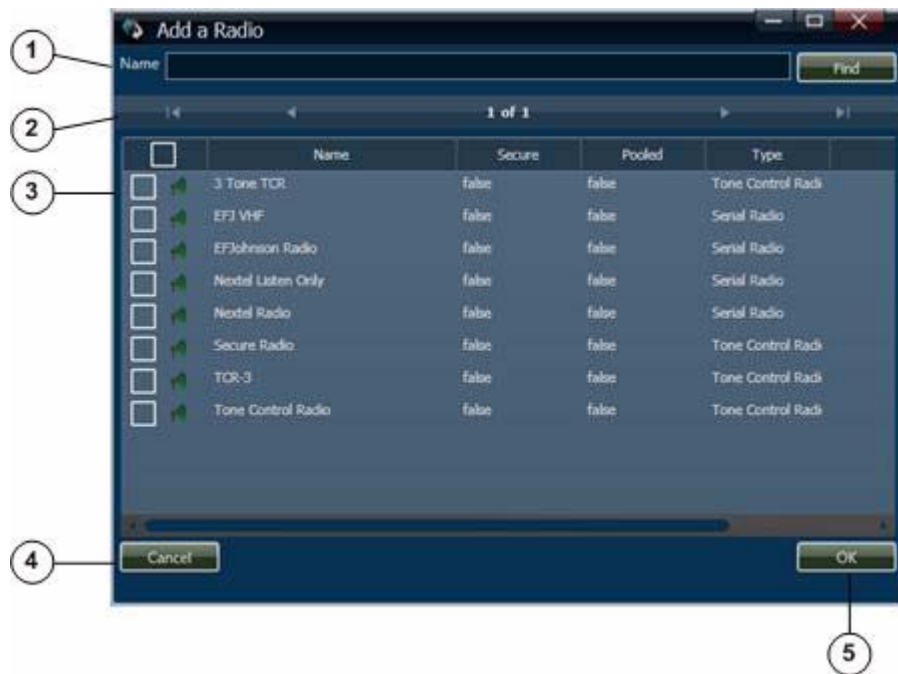 Add a Radio
1
Name
Find
2
1 of 1
Name Secure Pooled Type
3
3 Tone TCR false false Tone Control Radi
EFJ VHF false false Serial Radio
EFJohnson Radio false false Serial Radio
Nextel Listen Only false false Serial Radio
Nextel Radio false false Serial Radio
Secure Radio false false Tone Control Radi
TCR-3 false false Tone Control Radi
Tone Control Radio false false Tone Control Radi
4
Cancel
OK
5